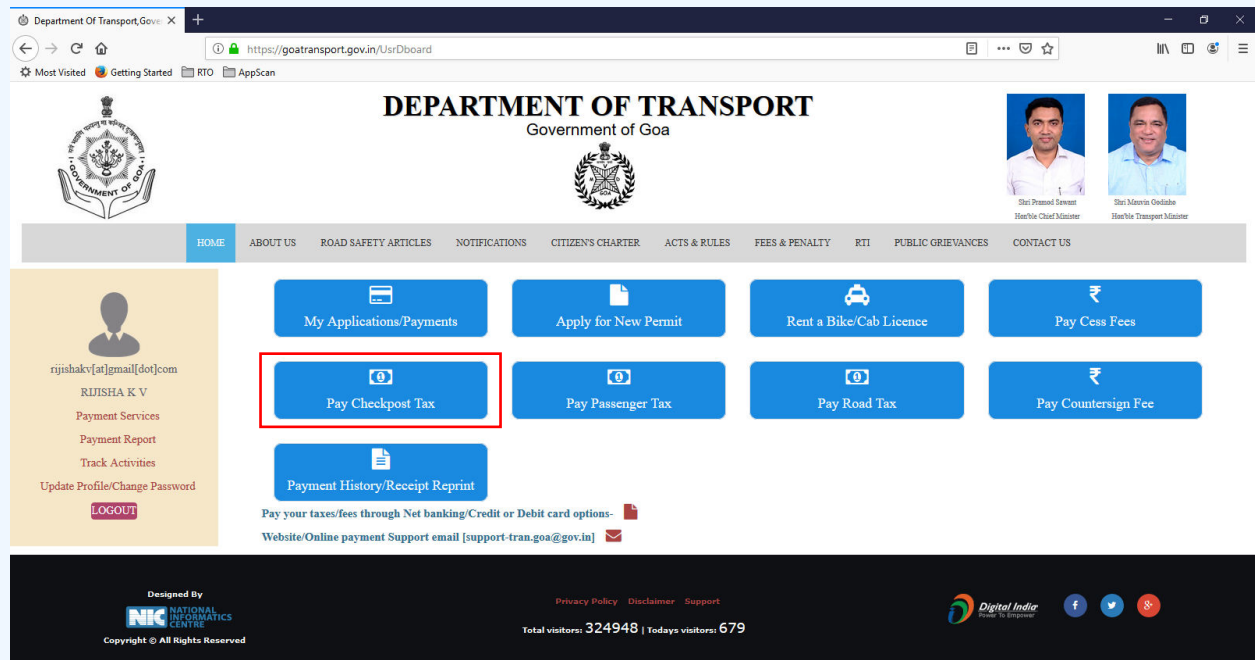 Department Of Transport,Gove
https://goatransport.gov.in/UsrDboard
Most Visited Getting Started RTO AppScan
DEPARTMENT OF TRANSPORT
Government of Goa
GOVERNMENT OF GOA
GOA
Shri Pramod Sawant
Hon'ble Chief Minister
Shri Mauvin Godinho
Hon'ble Transport Minister
HOME ABOUT US ROAD SAFETY ARTICLES NOTIFICATIONS CITIZEN'S CHARTER ACTS & RULES FEES & PENALTY RTI PUBLIC GRIEVANCES CONTACT US
rijishakv[at]gmail[dot]com
RIJISHA K V
Payment Services
Payment Report
Track Activities
Update Profile/Change Password
LOGOUT
My Applications/Payments
Apply for New Permit
Rent a Bike/Cab Licence
₹
Pay Cess Fees
Pay Checkpost Tax
Pay Passenger Tax
Pay Road Tax
₹
Pay Countersign Fee
Payment History/Receipt Reprint
Pay your taxes/fees through Net banking/Credit or Debit card options-
Website/Online payment Support email [support-tran.goa@gov.in]
Designed By
NIC NATIONAL
INFORMATICS
CENTRE
Copyright © All Rights Reserved
Privacy Policy Disclaimer Support
Total visitors: 324948 | Todays visitors: 679
Digital India
Power To Empower
f
8+